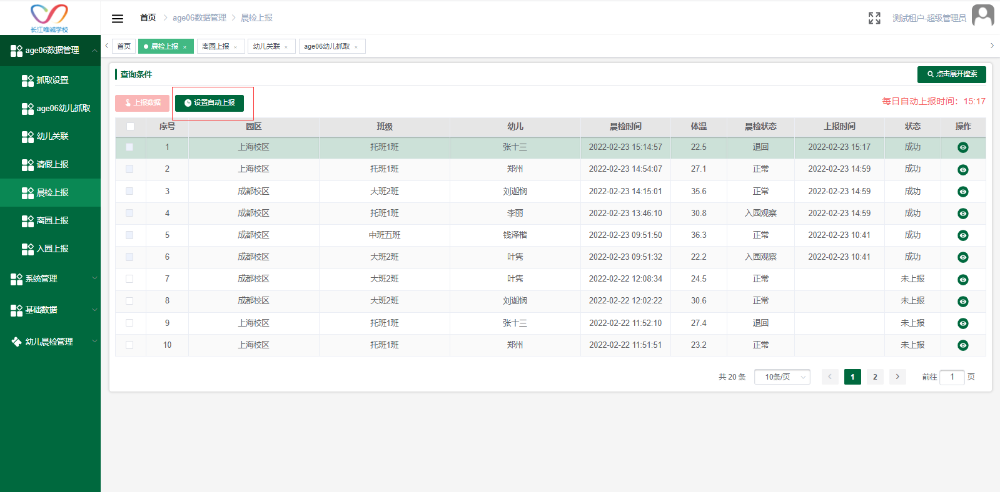 长江唯诚学校
首页 age06数据管理 晨检上报
测试租户-超级管理员
首页 晨检上报 离园上报 幼儿关联 age06幼儿抓取
age06数据管理
抓取设置
age06幼儿抓取
幼儿关联
请假上报
晨检上报
离园上报
入园上报
系统管理
基础数据
幼儿晨检管理
查询条件
点击展开搜索
上报数据 设置自动上报
每日自动上报时间：15:17
序号 园区 班级 幼儿 晨检时间 体温 晨检状态 上报时间 状态 操作
1 上海校区 托班1班 张十三 2022-02-23 15:14:57 22.5 退回 2022-02-23 15:17 成功
2 上海校区 托班1班 郑州 2022-02-23 14:54:07 27.1 正常 2022-02-23 14:59 成功
3 成都校区 大班2班 刘迦悯 2022-02-23 14:15:01 35.6 正常 2022-02-23 14:59 成功
4 成都校区 托班1班 李丽 2022-02-23 13:46:10 30.8 入园观察 2022-02-23 14:59 成功
5 成都校区 中班五班 钱泽楷 2022-02-23 09:51:50 36.3 正常 2022-02-23 10:41 成功
6 成都校区 大班2班 叶隽 2022-02-23 09:51:32 22.2 入园观察 2022-02-23 10:41 成功
7 成都校区 大班2班 叶隽 2022-02-22 12:08:34 24.5 正常 未上报
8 成都校区 大班2班 刘迦悯 2022-02-22 12:02:22 30.6 正常 未上报
9 上海校区 托班1班 张十三 2022-02-22 11:52:10 27.4 退回 未上报
10 上海校区 托班1班 郑州 2022-02-22 11:51:51 23.2 正常 未上报
共 20 条 10条/页 1 2 前往 1 页